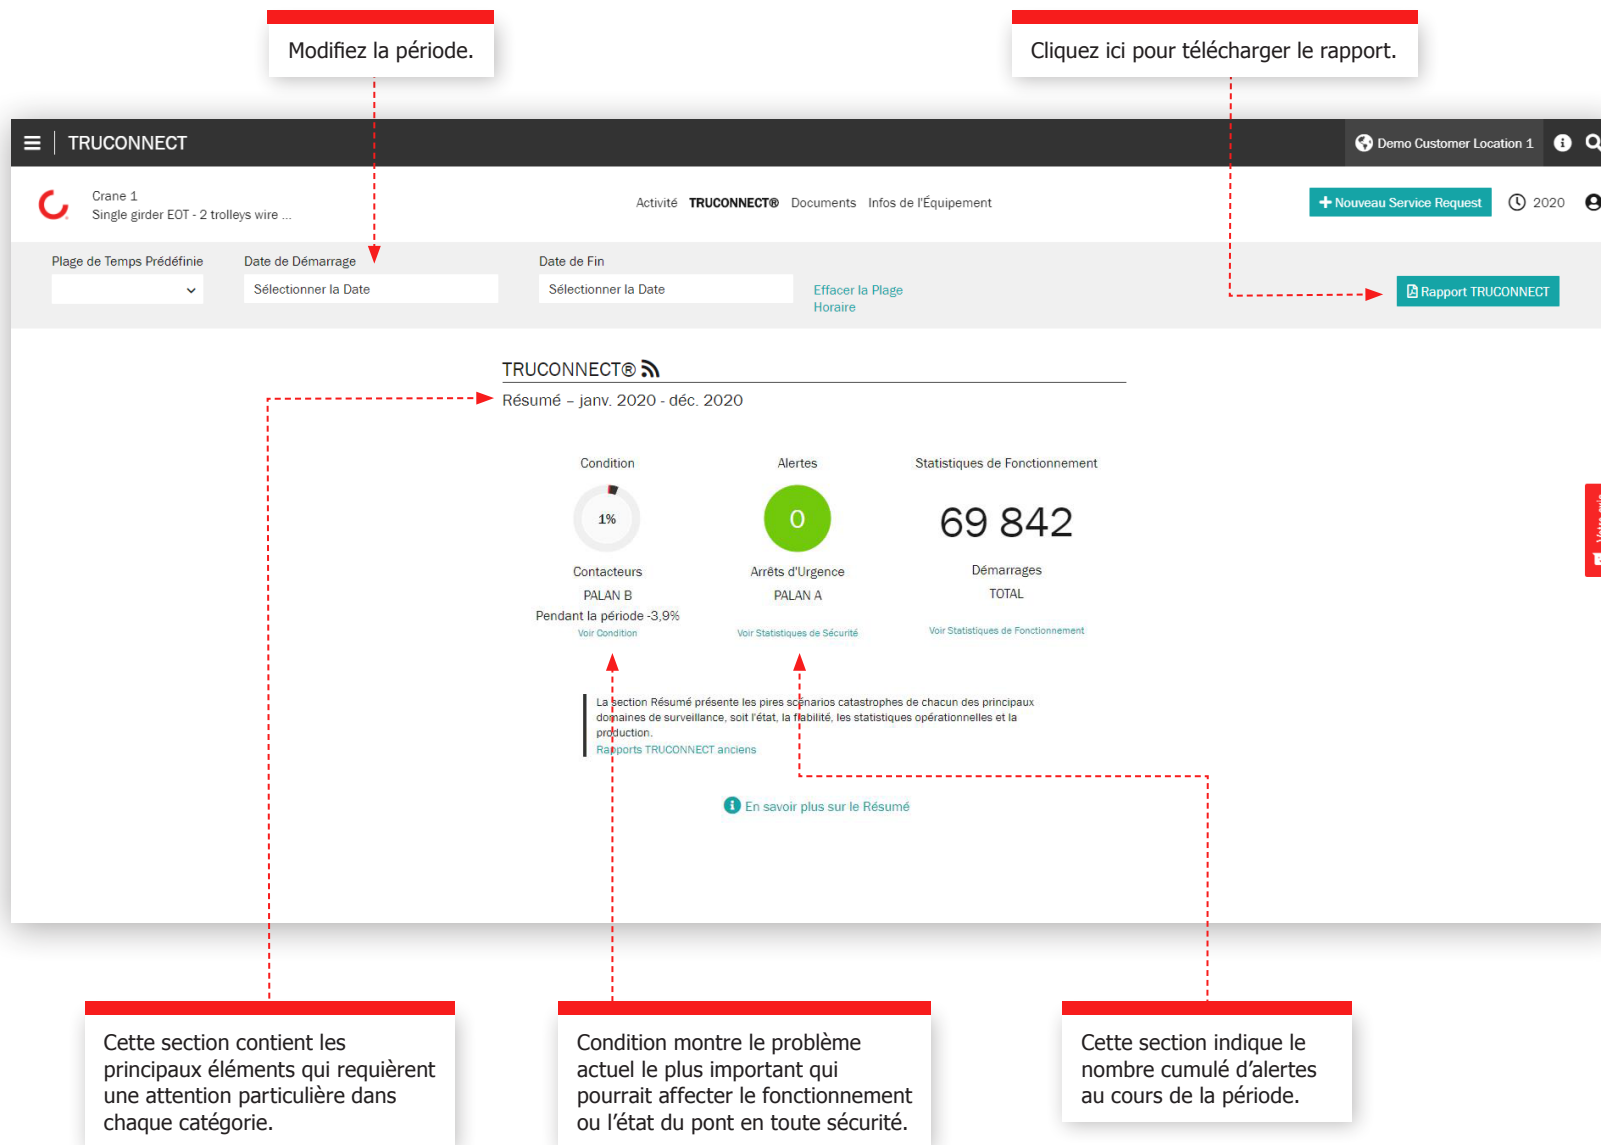 Modifiez la période.
Cliquez ici pour télécharger le rapport.
TRUCONNECT
Demo Customer Location 1
Crane 1
Single girder EOT - 2 trolleys wire ...
Activité TRUCONNECT® Documents Infos de l'Équipement
+ Nouveau Service Request
2020
Plage de Temps Prédéfinie
Date de Démarrage
Date de Fin
Sélectionner la Date
Sélectionner la Date
Effacer la Plage
Horaire
Rapport TRUCONNECT
TRUCONNECT®
Résumé – janv. 2020 - déc. 2020
Condition
1%
Contacteurs
PALAN B
Pendant la période -3,9%
Voir Condition
Alertes
0
Arrêts d'Urgence
PALAN A
Voir Statistiques de Sécurité
Statistiques de Fonctionnement
69 842
Démarrages
TOTAL
Voir Statistiques de Fonctionnement
Votre avis
La section Résumé présente les pires scénarios catastrophes de chacun des principaux
domaines de surveillance, soit l'état, la fiabilité, les statistiques opérationnelles et la
production.
Rapports TRUCONNECT anciens
En savoir plus sur le Résumé
Cette section contient les
principaux éléments qui requièrent
une attention particulière dans
chaque catégorie.
Condition montre le problème
actuel le plus important qui
pourrait affecter le fonctionnement
ou l'état du pont en toute sécurité.
Cette section indique le
nombre cumulé d'alertes
au cours de la période.